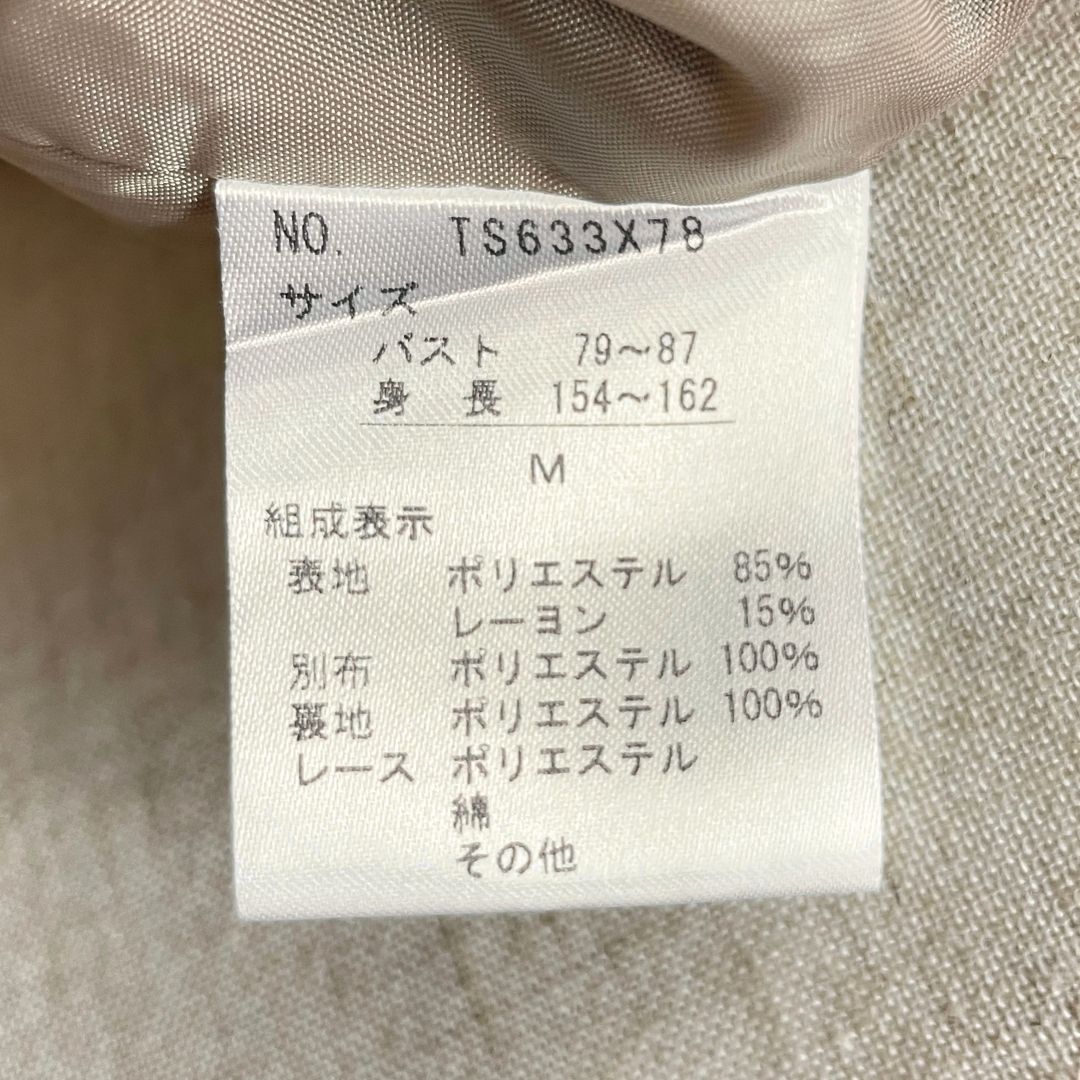 NO. TS633X78
サイズ
バスト 79～87
身 長 154～162
M
組成表示
表地 ポリエステル 85%
レーヨン 15%
別布 ポリエステル 100%
裏地 ポリエステル 100%
レース ポリエステル
綿
その他